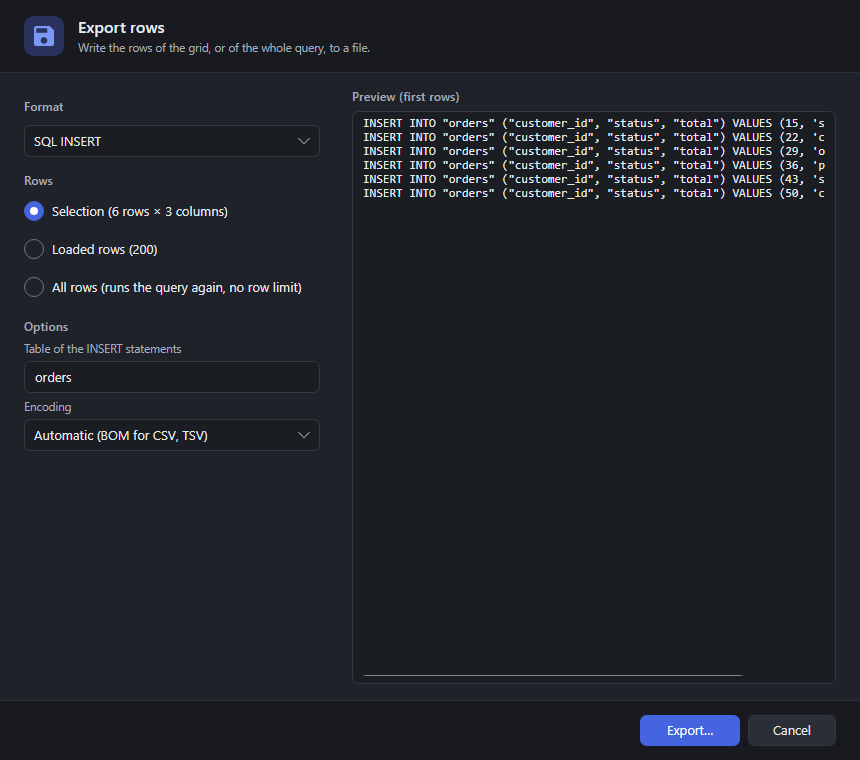 Export rows
Write the rows of the grid, or of the whole query, to a file.
Format
SQL INSERT
Rows
Selection (6 rows × 3 columns)
Loaded rows (200)
All rows (runs the query again, no row limit)
Options
Table of the INSERT statements
orders
Encoding
Automatic (BOM for CSV, TSV)
Preview (first rows)
INSERT INTO "orders" ("customer_id", "status", "total") VALUES (15, 's
INSERT INTO "orders" ("customer_id", "status", "total") VALUES (22, 'c
INSERT INTO "orders" ("customer_id", "status", "total") VALUES (29, 'o
INSERT INTO "orders" ("customer_id", "status", "total") VALUES (36, 'p
INSERT INTO "orders" ("customer_id", "status", "total") VALUES (43, 's
INSERT INTO "orders" ("customer_id", "status", "total") VALUES (50, 'c
Export...
Cancel